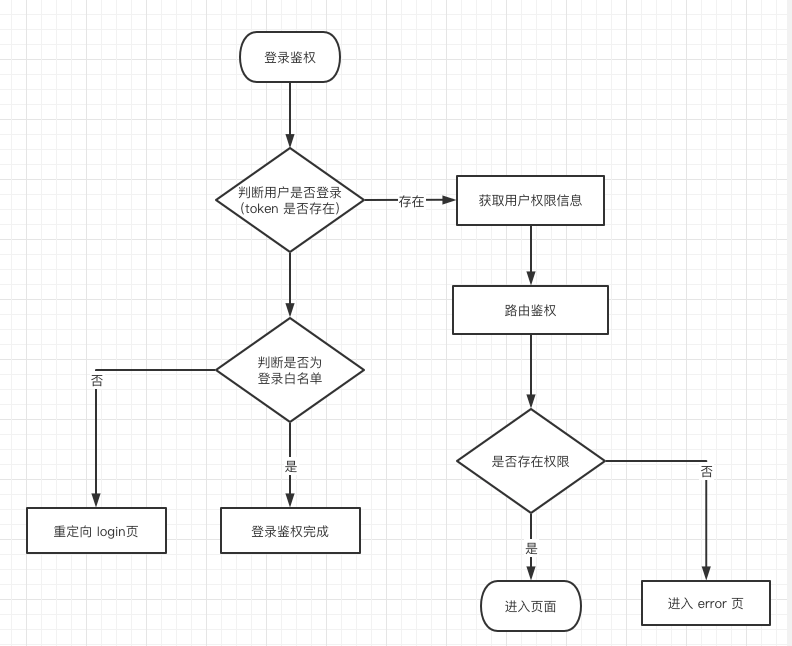 登录鉴权
判断用户是否登录
(token 是否存在)
存在
获取用户权限信息
路由鉴权
判断是否为
登录白名单
否
是
重定向 login页
登录鉴权完成
是否存在权限
否
是
进入页面
进入 error 页